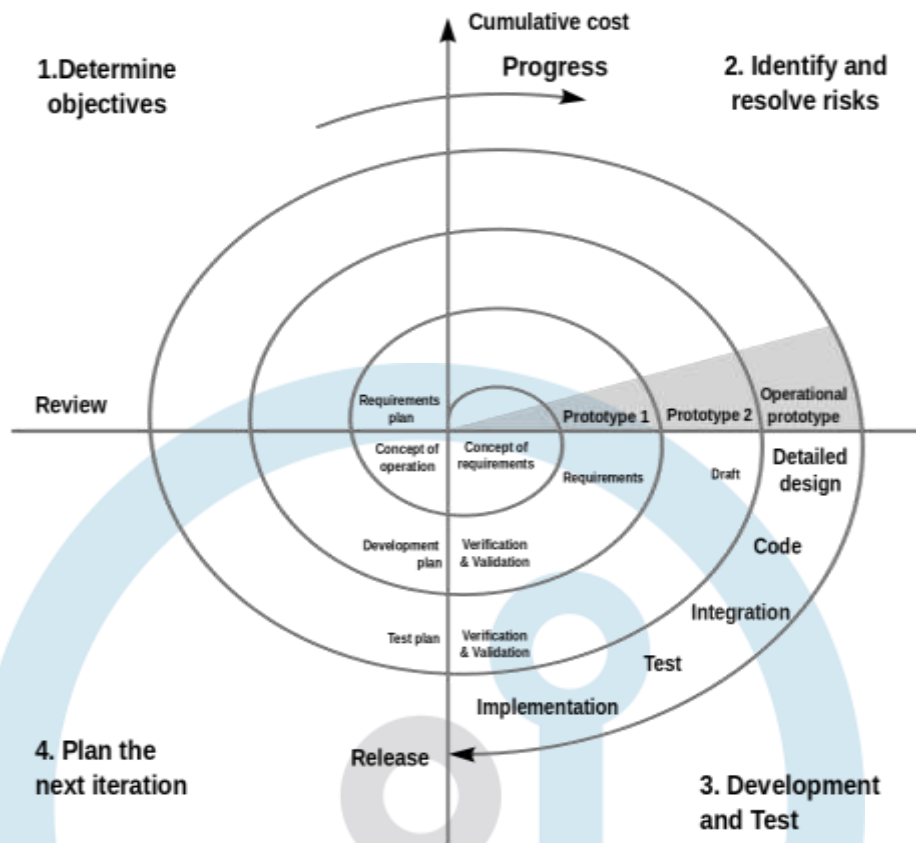 Cumulative cost
Progress
1.Determine
objectives
2. Identify and
resolve risks
Review
Requirements
plan
Prototype 1
Prototype 2
Operational
prototype
Concept of
operation
Concept of
requirements
Requirements
Draft
Detailed
design
Development
plan
Verification
& Validation
Code
Integration
Test plan
Verification
& Validation
Test
Implementation
Release
4. Plan the
next iteration
3. Development
and Test